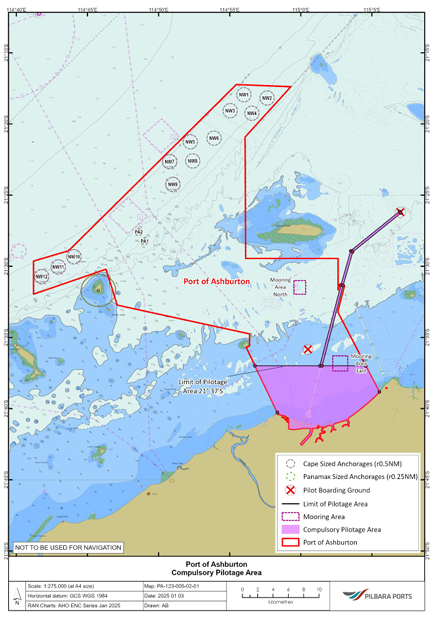 114°40'E 114°45'E 114°50'E 114°55'E 115°0'E 115°5'E
NW1
NW2
NW3
NW4
NW5
NW6
NW7
NW8
NW9
PA2
PA1
NW10
NW11
NW12
Port of Ashburton
Mooring
Area
North
Mooring
Limit of Pilotage
Area 21° 37'S
Cape Sized Anchorages (r0.5NM)
Panamax Sized Anchorages (r0.25NM)
Pilot Boarding Ground
Limit of Pilotage Area
Mooring Area
Compulsory Pilotage Area
Port of Ashburton
NOT TO BE USED FOR NAVIGATION
Port of Ashburton
Compulsory Pilotage Area
N
Scale: 1:275,000 (at A4 size)
Map: PA-123-005-02-01
Horizontal datum: GCS WGS 1984
Date: 2025 01 03
RAN Charts: AHO ENC Series Jan 2025
Drawn: AB
0 2 4 6 8 10
Kilometres
PILBARA PORTS